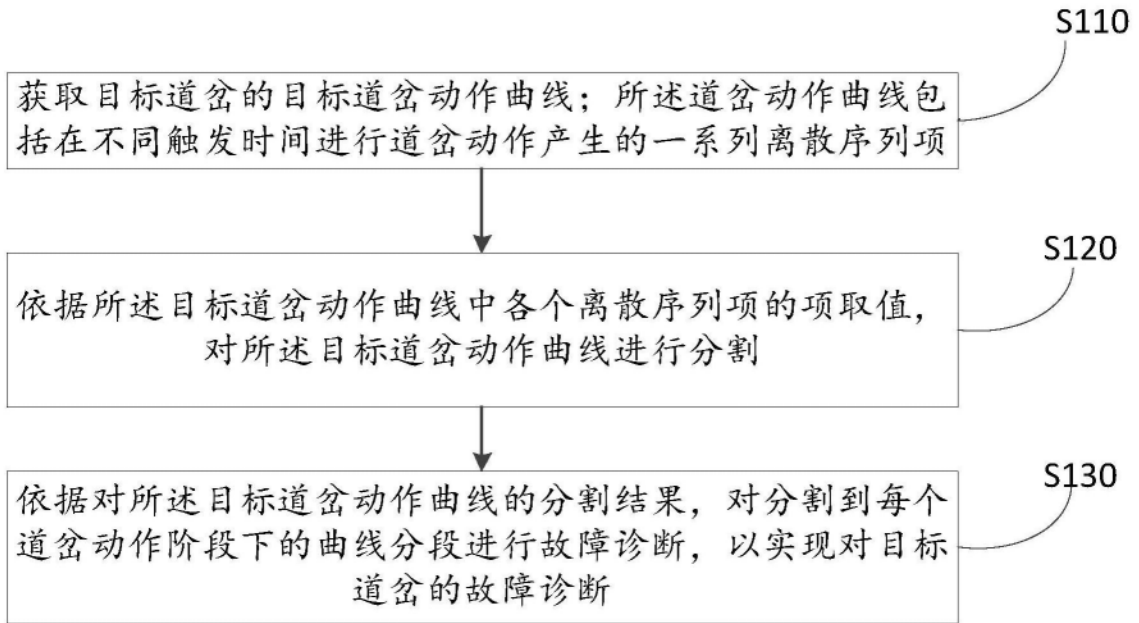 S110
获取目标道岔的目标道岔动作曲线；所述道岔动作曲线包
括在不同触发时间进行道岔动作产生的一系列离散序列项
S120
依据所述目标道岔动作曲线中各个离散序列项的项取值，
对所述目标道岔动作曲线进行分割
S130
依据对所述目标道岔动作曲线的分割结果，对分割到每个
道岔动作阶段下的曲线分段进行故障诊断，以实现对目标
道岔的故障诊断